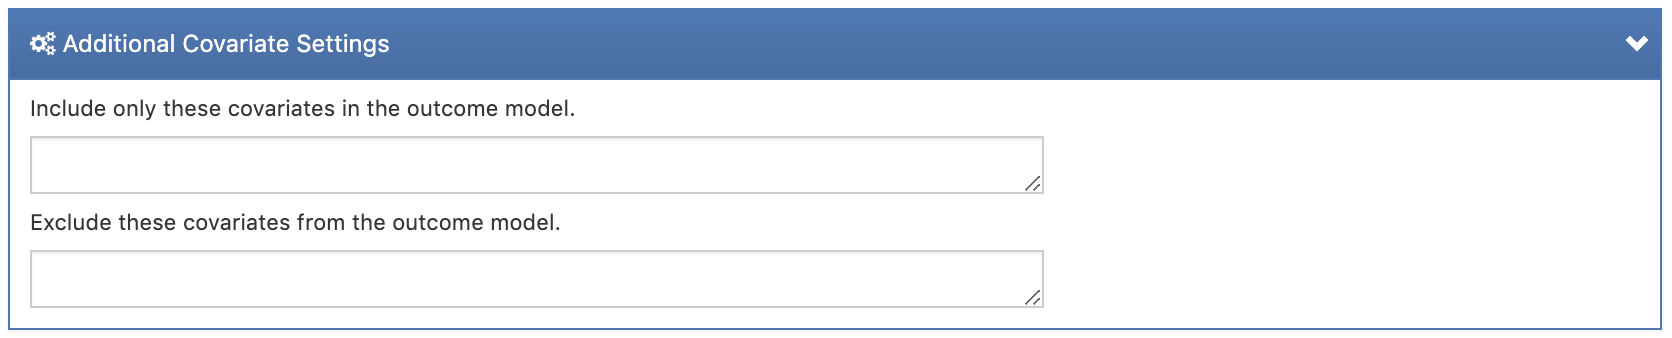 Additional Covariate Settings
Include only these covariates in the outcome model.
Exclude these covariates from the outcome model.